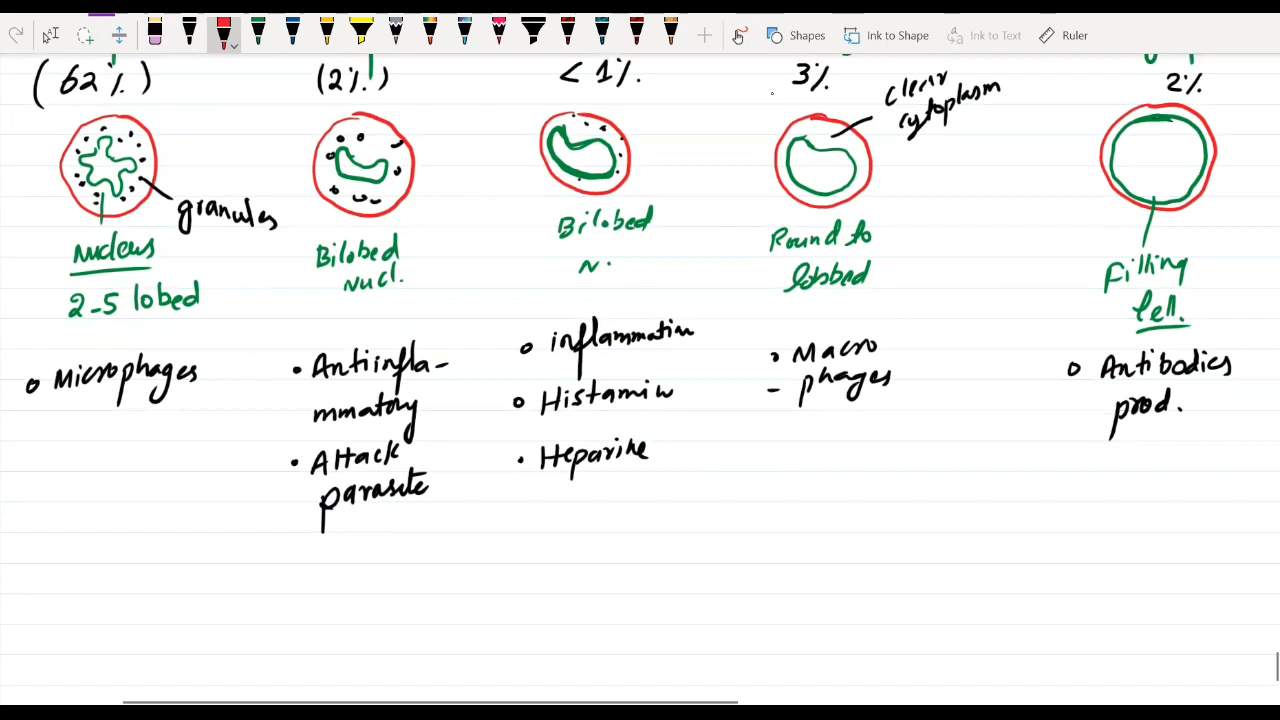 Shapes
Ink to Shape
Ink to Text
Ruler
(62%)
(2%)
< 1%.
3%
2%
clear
cytoplasm
granules
Nucleus
2-5 lobed
Bilobed
Nucl.
Bilobed
N.
Round to
lobbed
Filling
Cell.
Microphages
• Antiinfla-
mmatory
• Attack
parasite
inflammation
Histamin
• Heparine
• Macro
- phages
Antibodies
prod.